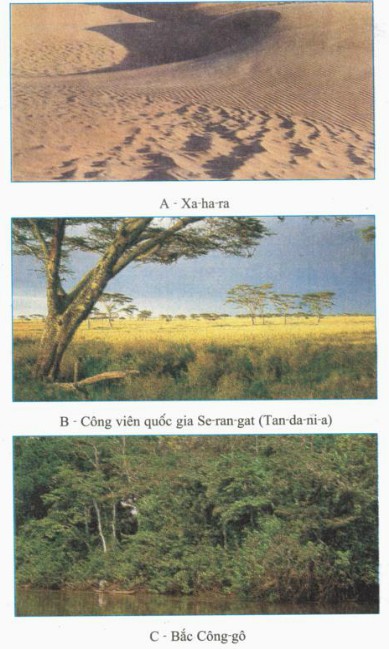 A - Xa-ha-ra
B - Công viên quốc gia Se-ran-gat (Tan-da-ni-a)
C - Bắc Công-gô